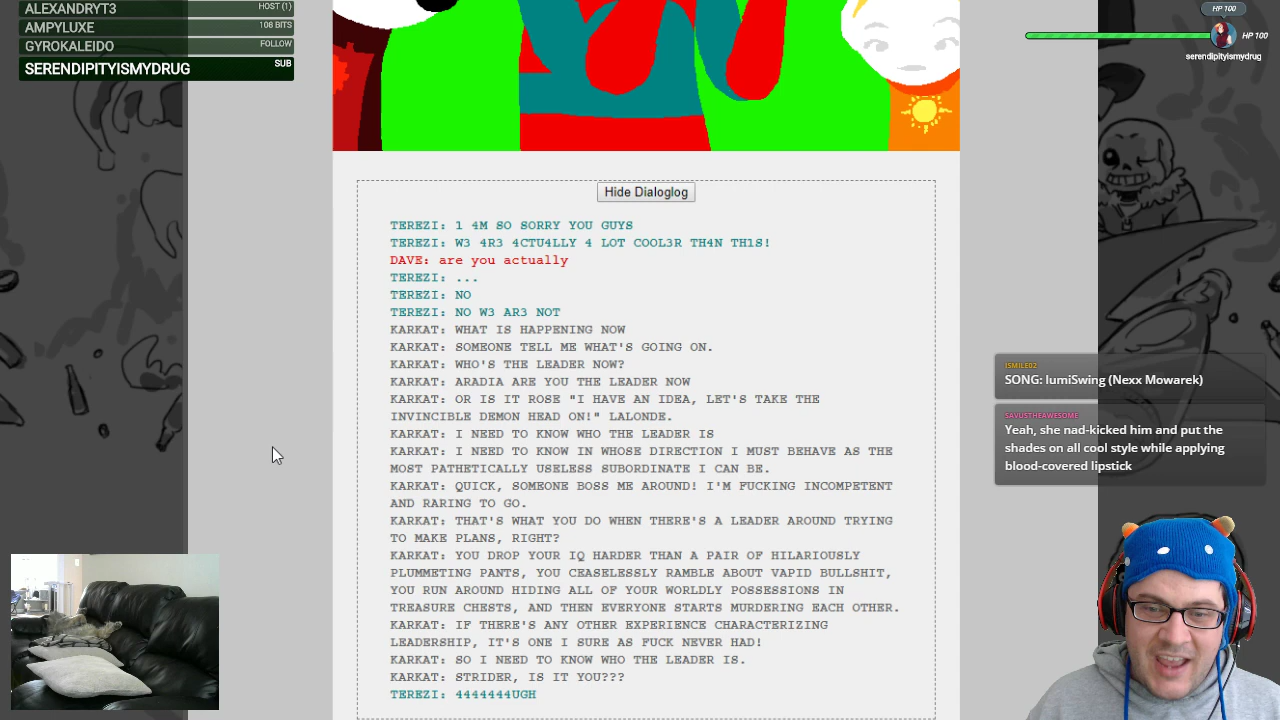 ALEXANDRYT3
HOST (1)
AMPYLUXE
108 BITS
GYROKALEIDO
FOLLOW
SERENDIPITYISMYDRUG
SUB
HP 100
HP 100
serendipityismydrug
Hide Dialoglog
TEREZI: 1 4M SO SORRY YOU GUYS
TEREZI: W3 4R3 4CTU4LLY 4 LOT COOL3R TH4N TH1S!
DAVE: are you actually
TEREZI: ...
TEREZI: NO
TEREZI: NO W3 AR3 NOT
KARKAT: WHAT IS HAPPENING NOW
KARKAT: SOMEONE TELL ME WHAT'S GOING ON.
KARKAT: WHO'S THE LEADER NOW?
KARKAT: ARADIA ARE YOU THE LEADER NOW
KARKAT: OR IS IT ROSE "I HAVE AN IDEA, LET'S TAKE THE
INVINCIBLE DEMON HEAD ON!" LALONDE.
KARKAT: I NEED TO KNOW WHO THE LEADER IS
KARKAT: I NEED TO KNOW IN WHOSE DIRECTION I MUST BEHAVE AS THE
MOST PATHETICALLY USELESS SUBORDINATE I CAN BE.
KARKAT: QUICK, SOMEONE BOSS ME AROUND! I'M FUCKING INCOMPETENT
AND RARING TO GO.
KARKAT: THAT'S WHAT YOU DO WHEN THERE'S A LEADER AROUND TRYING
TO MAKE PLANS, RIGHT?
KARKAT: YOU DROP YOUR IQ HARDER THAN A PAIR OF HILARIOUSLY
PLUMMETING PANTS, YOU CEASELESSLY RAMBLE ABOUT VAPID BULLSHIT,
YOU RUN AROUND HIDING ALL OF YOUR WORLDLY POSSESSIONS IN
TREASURE CHESTS, AND THEN EVERYONE STARTS MURDERING EACH OTHER.
KARKAT: IF THERE'S ANY OTHER EXPERIENCE CHARACTERIZING
LEADERSHIP, IT'S ONE I SURE AS FUCK NEVER HAD!
KARKAT: SO I NEED TO KNOW WHO THE LEADER IS.
KARKAT: STRIDER, IS IT YOU???
TEREZI: 4444444UGH
ISMILE02
SONG: lumiSwing (Nexx Mowarek)
SAVUSTHEAWESOME
Yeah, she nad-kicked him and put the
shades on all cool style while applying
blood-covered lipstick